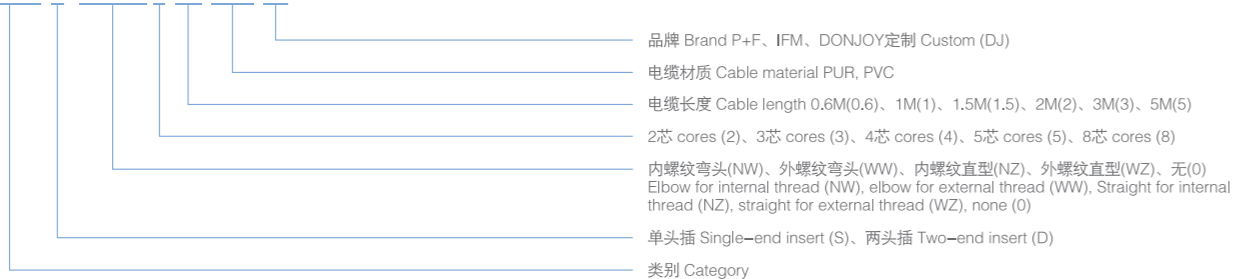 品牌 Brand P+F、IFM、DONJOY定制 Custom (DJ)
电缆材质 Cable material PUR, PVC
电缆长度 Cable length 0.6M(0.6)、1M(1)、1.5M(1.5)、2M(2)、3M(3)、5M(5)
2芯 cores (2)、3芯 cores (3)、4芯 cores (4)、5芯 cores (5)、8芯 cores (8)
内螺纹弯头(NW)、外螺纹弯头(WW)、内螺纹直型(NZ)、外螺纹直型(WZ)、无(0)
Elbow for internal thread (NW), elbow for external thread (WW), Straight for internal
thread (NZ), straight for external thread (WZ), none (0)
单头插 Single–end insert (S)、两头插 Two–end insert (D)
类别 Category